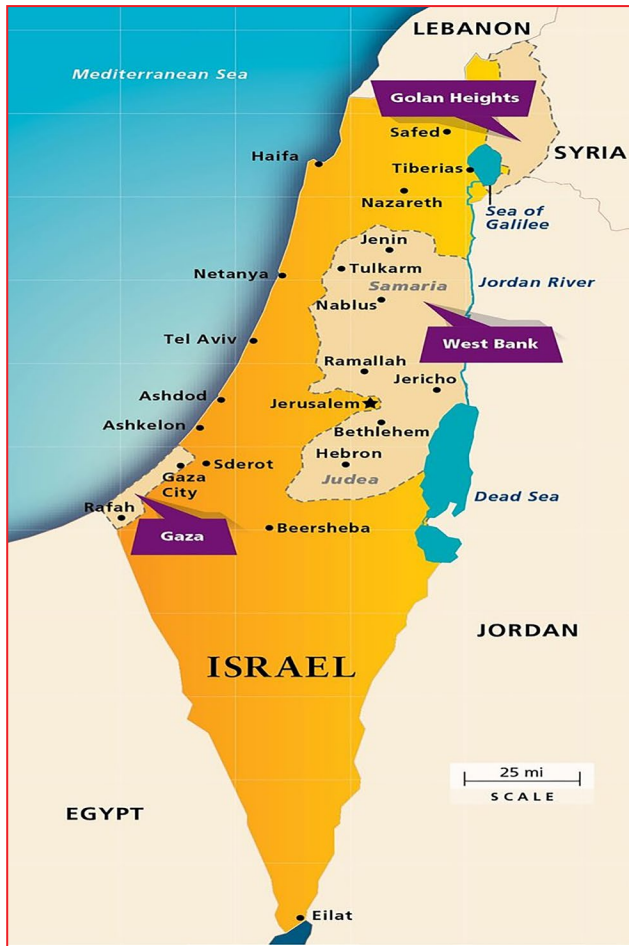 LEBANON
Mediterranean Sea
Golan Heights
Safed
SYRIA
Haifa
Tiberias
Nazareth
Sea of
Galilee
Jenin
Netanya
Tulkarm
Samaria
Jordan River
Nablus
Tel Aviv
West Bank
Ramallah
Jericho
Ashdod
Jerusalem
Ashkelon
Bethlehem
Hebron
Sderot
Gaza
City
Judea
Dead Sea
Rafah
Gaza
Beersheba
JORDAN
ISRAEL
25 mi
SCALE
EGYPT
Eilat